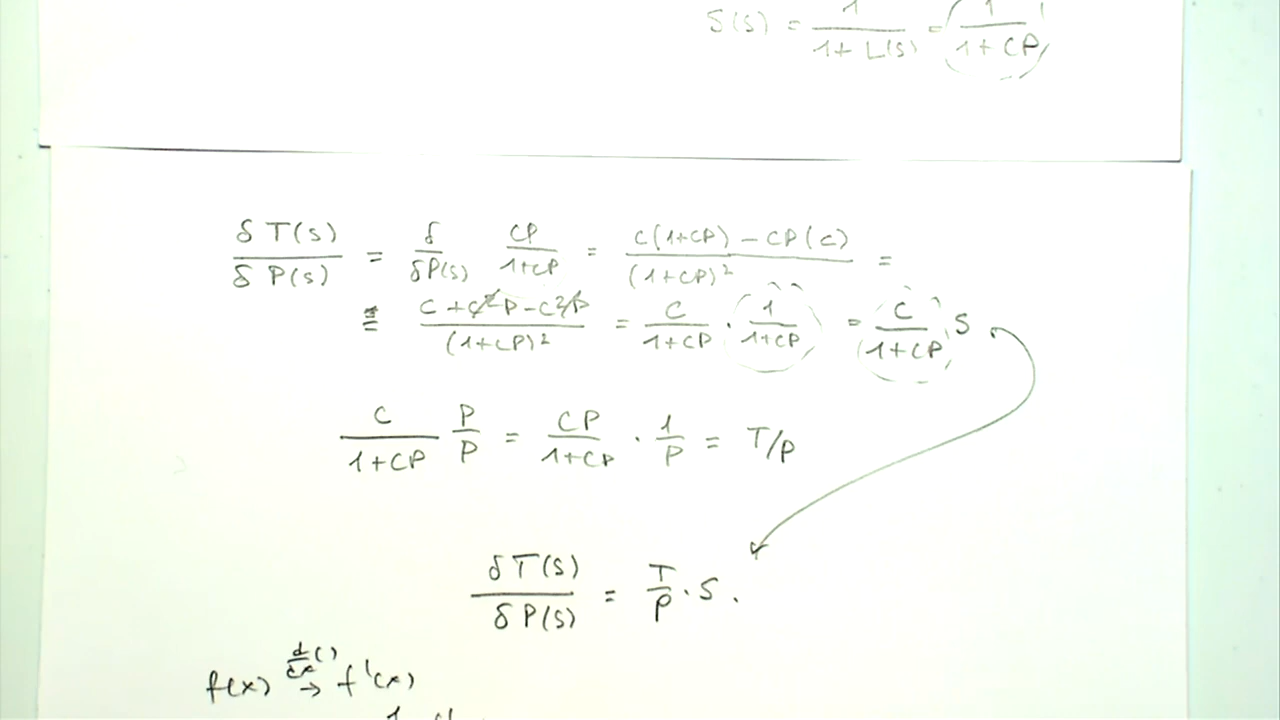 S(s) = 1/(1+L(s)) = 1/(1+CP)
δT(s)/δP(s) = δ/δP(s) CP/(1+CP) = (C(1+CP) - CP(C))/(1+CP)² =
= (C + C²P - C²P)/(1+CP)² = C/(1+CP) · 1/(1+CP) = C/(1+CP) S
C/(1+CP) P/P = CP/(1+CP) · 1/P = T/P
δT(s)/δP(s) = T/P · S.
f(x) d/dx() → f'(x)